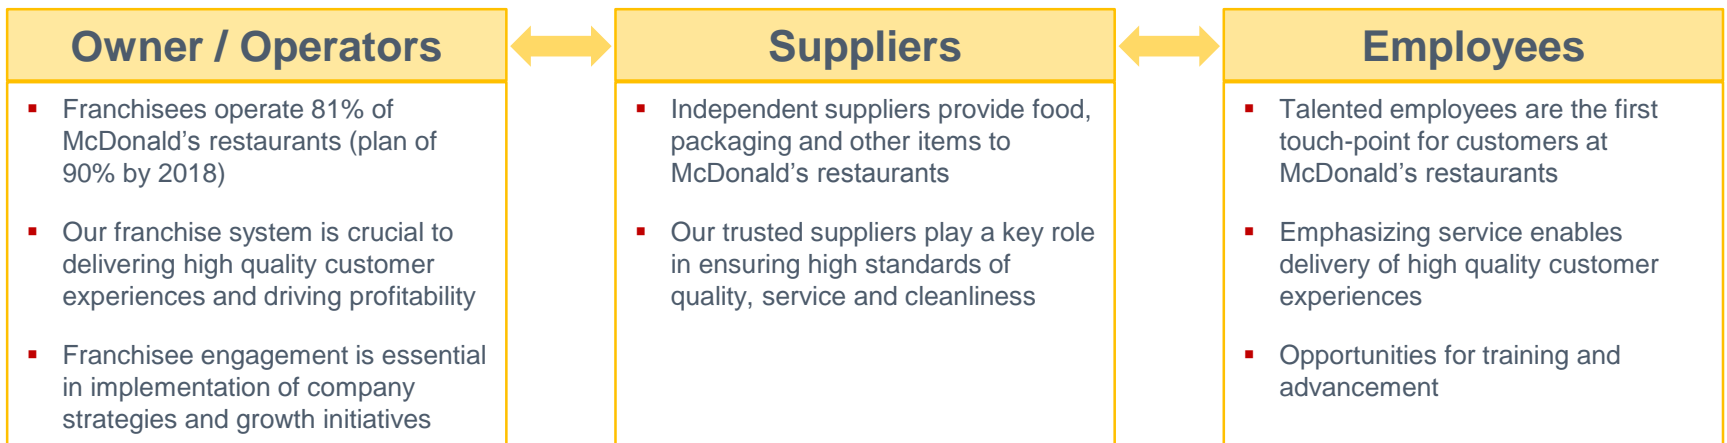 Owner / Operators
▪ Franchisees operate 81% of
McDonald's restaurants (plan of
90% by 2018)
▪ Our franchise system is crucial to
delivering high quality customer
experiences and driving profitability
▪ Franchisee engagement is essential
in implementation of company
strategies and growth initiatives
Suppliers
▪ Independent suppliers provide food,
packaging and other items to
McDonald's restaurants
▪ Our trusted suppliers play a key role
in ensuring high standards of
quality, service and cleanliness
Employees
▪ Talented employees are the first
touch-point for customers at
McDonald's restaurants
▪ Emphasizing service enables
delivery of high quality customer
experiences
▪ Opportunities for training and
advancement